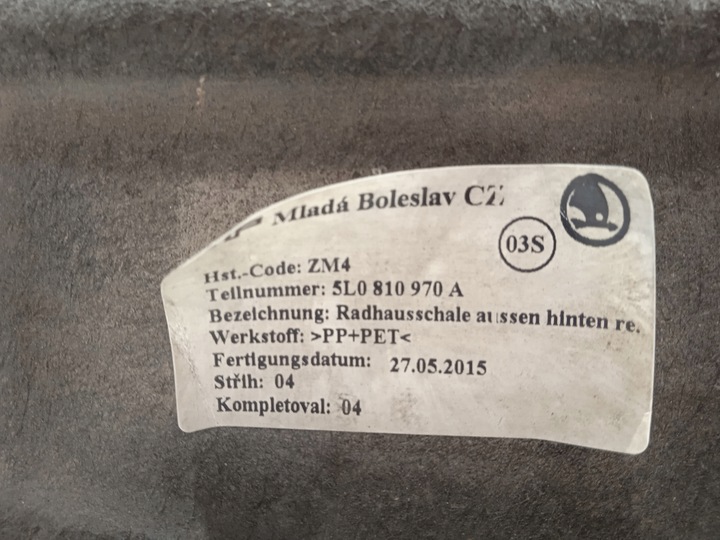 Mladá Boleslav CZ
03S
Hst.-Code: ZM4
Teilnummer: 5L0 810 970 A
Bezeichnung: Radhausschale aussen hinten re.
Werkstoff: >PP+PET<
Fertigungsdatum: 27.05.2015
Střih: 04
Kompletoval: 04